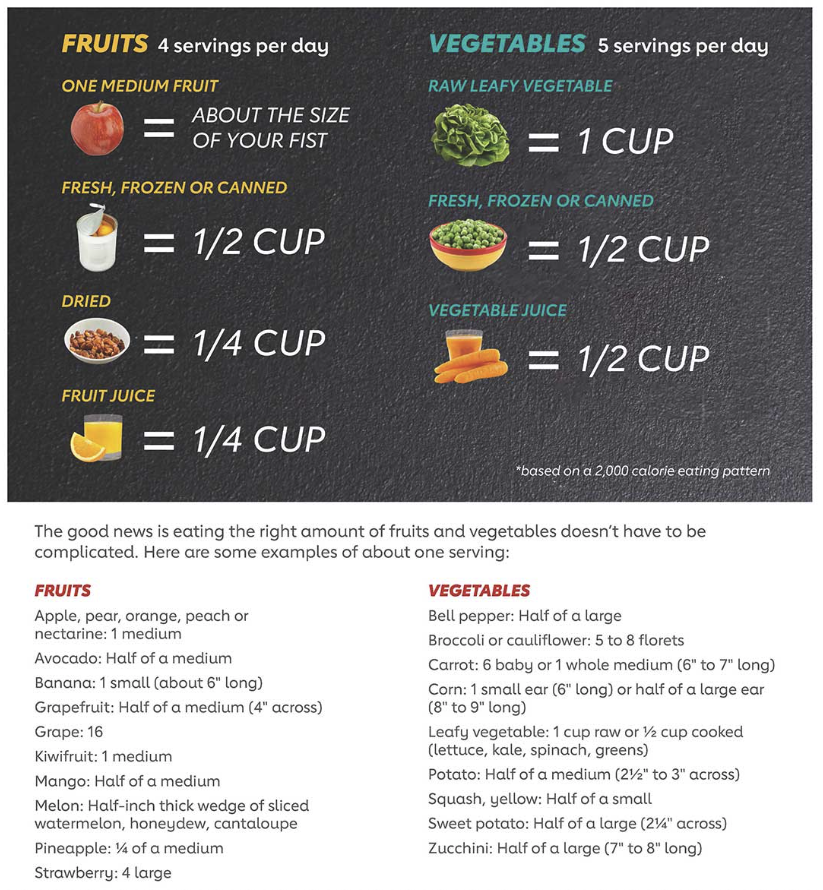 FRUITS 4 servings per day
ONE MEDIUM FRUIT
= ABOUT THE SIZE
OF YOUR FIST
FRESH, FROZEN OR CANNED
= 1/2 CUP
DRIED
= 1/4 CUP
FRUIT JUICE
= 1/4 CUP
VEGETABLES 5 servings per day
RAW LEAFY VEGETABLE
= 1 CUP
FRESH, FROZEN OR CANNED
= 1/2 CUP
VEGETABLE JUICE
= 1/2 CUP
*based on a 2,000 calorie eating pattern
The good news is eating the right amount of fruits and vegetables doesn't have to be
complicated. Here are some examples of about one serving:
FRUITS
Apple, pear, orange, peach or
nectarine: 1 medium
Avocado: Half of a medium
Banana: 1 small (about 6" long)
Grapefruit: Half of a medium (4" across)
Grape: 16
Kiwifruit: 1 medium
Mango: Half of a medium
Melon: Half-inch thick wedge of sliced
watermelon, honeydew, cantaloupe
Pineapple: ¼ of a medium
Strawberry: 4 large
VEGETABLES
Bell pepper: Half of a large
Broccoli or cauliflower: 5 to 8 florets
Carrot: 6 baby or 1 whole medium (6" to 7" long)
Corn: 1 small ear (6" long) or half of a large ear
(8" to 9" long)
Leafy vegetable: 1 cup raw or ½ cup cooked
(lettuce, kale, spinach, greens)
Potato: Half of a medium (2½" to 3" across)
Squash, yellow: Half of a small
Sweet potato: Half of a large (2¼" across)
Zucchini: Half of a large (7" to 8" long)